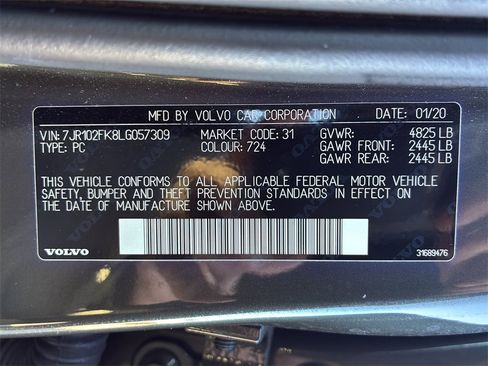 MFD BY VOLVO CAR CORPORATION DATE: 01/20
VIN: 7JR102FK8LG057309 MARKET CODE: 31 GVWR: 4825 LB
TYPE: PC COLOUR: 724 GAWR FRONT: 2445 LB
GAWR REAR: 2445 LB
THIS VEHICLE CONFORMS TO ALL APPLICABLE FEDERAL MOTOR VEHICLE
SAFETY, BUMPER AND THEFT PREVENTION STANDARDS IN EFFECT ON
THE DATE OF MANUFACTURE SHOWN ABOVE.
VOLVO 31689476